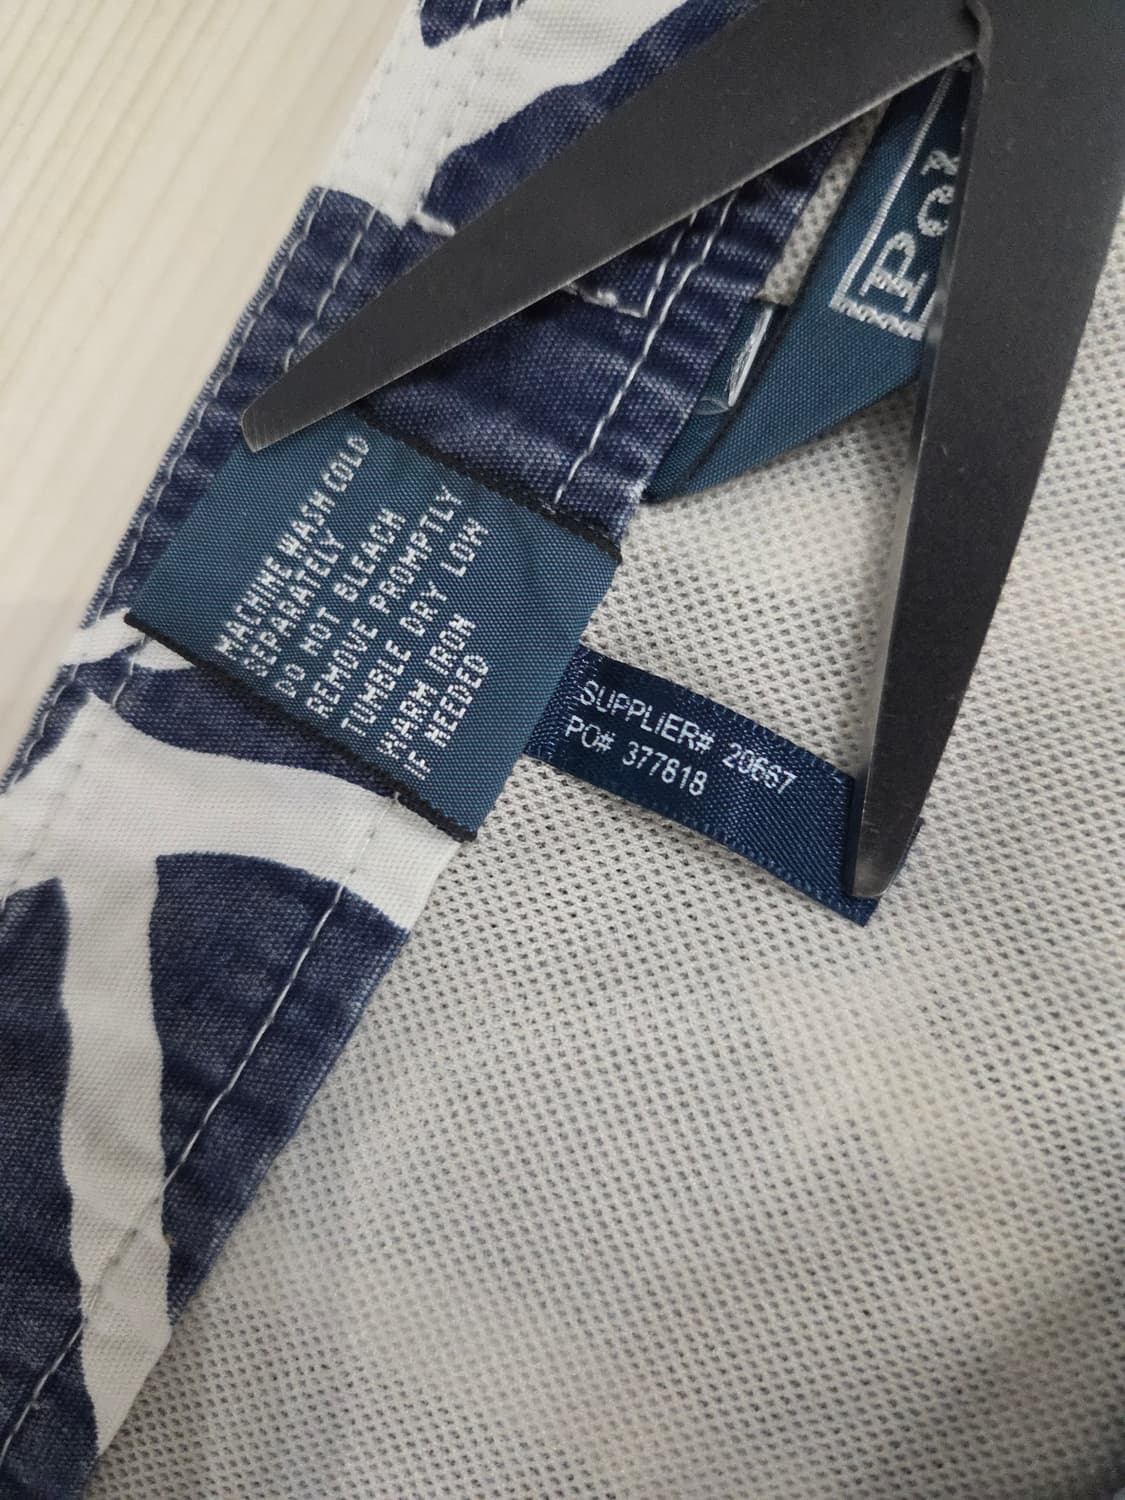 MACHINE WASH COLD
SEPARATELY
DO NOT BLEACH
REMOVE PROMPTLY
TUMBLE DRY LOW
WARM IRON
IF NEEDED
SUPPLIER# 20667
PO# 377618